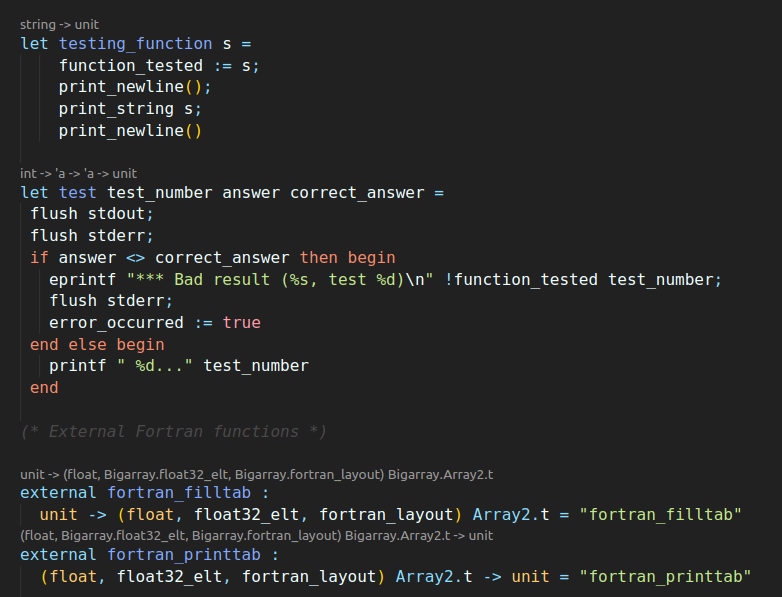 string -> unit
let testing_function s =
    function_tested := s;
    print_newline();
    print_string s;
    print_newline()
int -> 'a -> 'a -> unit
let test test_number answer correct_answer =
 flush stdout;
 flush stderr;
 if answer <> correct_answer then begin
   eprintf "*** Bad result (%s, test %d)\n" !function_tested test_number;
   flush stderr;
   error_occurred := true
 end else begin
   printf " %d..." test_number
 end
(* External Fortran functions *)
unit -> (float, Bigarray.float32_elt, Bigarray.fortran_layout) Bigarray.Array2.t
external fortran_filltab :
  unit -> (float, float32_elt, fortran_layout) Array2.t = "fortran_filltab"
(float, Bigarray.float32_elt, Bigarray.fortran_layout) Bigarray.Array2.t -> unit
external fortran_printtab :
  (float, float32_elt, fortran_layout) Array2.t -> unit = "fortran_printtab"